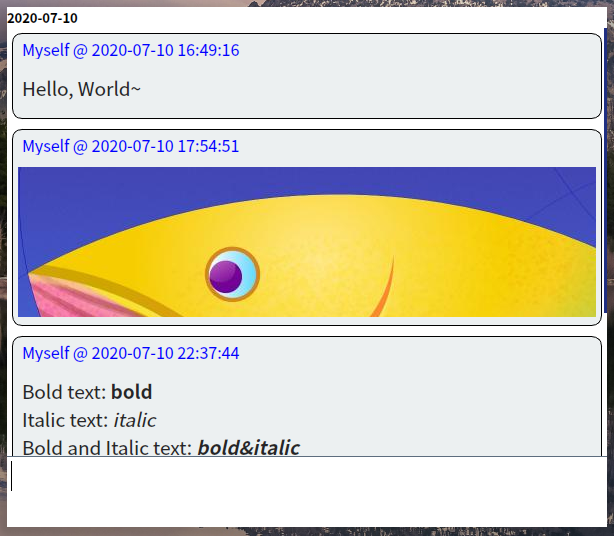 2020-07-10
Myself @ 2020-07-10 16:49:16
Hello, World~
Myself @ 2020-07-10 17:54:51
Myself @ 2020-07-10 22:37:44
Bold text: bold
Italic text: italic
Bold and Italic text: bold&italic